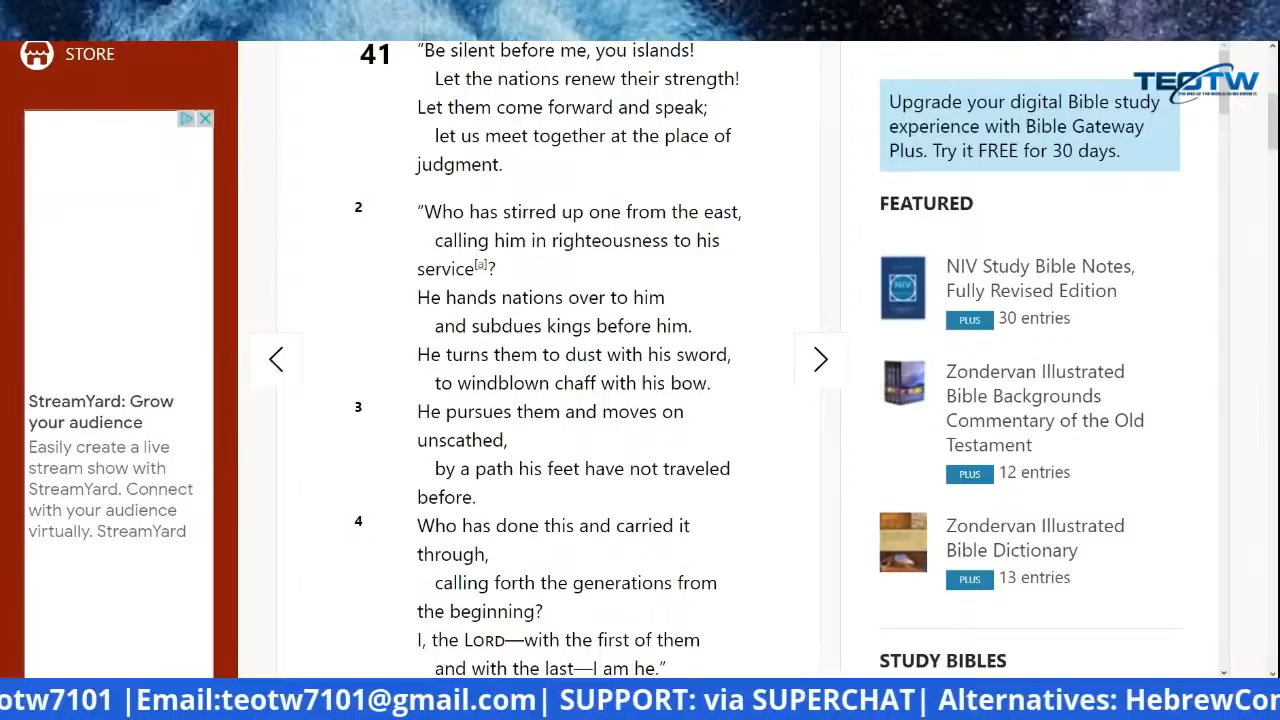 STORE
StreamYard: Grow
your audience
Easily create a live
stream show with
StreamYard. Connect
with your audience
virtually. StreamYard
41 “Be silent before me, you islands!
Let the nations renew their strength!
Let them come forward and speak;
let us meet together at the place of
judgment.
2 “Who has stirred up one from the east,
calling him in righteousness to his
service[a]?
He hands nations over to him
and subdues kings before him.
He turns them to dust with his sword,
to windblown chaff with his bow.
3 He pursues them and moves on
unscathed,
by a path his feet have not traveled
before.
4 Who has done this and carried it
through,
calling forth the generations from
the beginning?
I, the LORD—with the first of them
and with the last—I am he.”
TEOTW
THE END OF THE WORLD AS WE KNOW IT.
Upgrade your digital Bible study
experience with Bible Gateway
Plus. Try it FREE for 30 days.
FEATURED
NIV Study Bible Notes,
Fully Revised Edition
PLUS 30 entries
NIV
Zondervan Illustrated
Bible Backgrounds
Commentary of the Old
Testament
PLUS 12 entries
Zondervan Illustrated
Bible Dictionary
PLUS 13 entries
STUDY BIBLES
otw7101 |Email:teotw7101@gmail.com| SUPPORT: via SUPERCHAT| Alternatives: HebrewCon